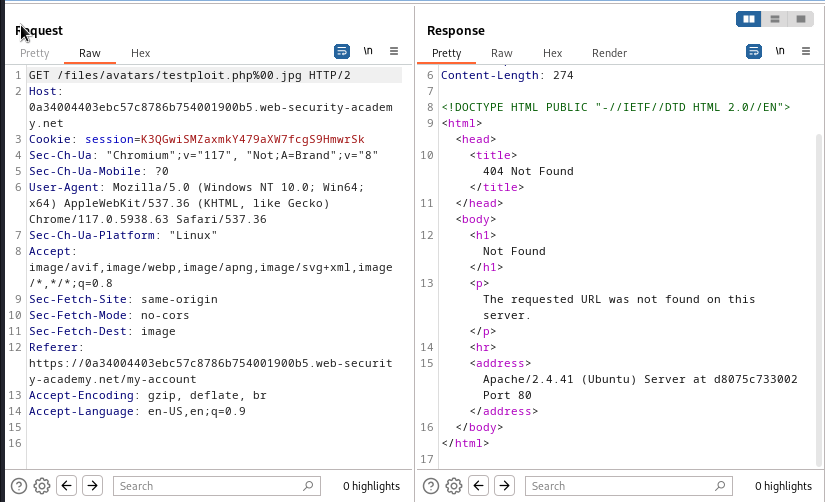 Request
Pretty Raw Hex \n
1 GET /files/avatars/testploit.php%00.jpg HTTP/2
2 Host:
0a34004403ebc57c8786b754001900b5.web-security-academ
y.net
3 Cookie: session=K3QGwiSMZaxmkY479aXW7fcgS9HmwrSk
4 Sec-Ch-Ua: "Chromium";v="117", "Not;A=Brand";v="8"
5 Sec-Ch-Ua-Mobile: ?0
6 User-Agent: Mozilla/5.0 (Windows NT 10.0; Win64;
x64) AppleWebKit/537.36 (KHTML, like Gecko)
Chrome/117.0.5938.63 Safari/537.36
7 Sec-Ch-Ua-Platform: "Linux"
8 Accept:
image/avif,image/webp,image/apng,image/svg+xml,image
/*,*/*;q=0.8
9 Sec-Fetch-Site: same-origin
10 Sec-Fetch-Mode: no-cors
11 Sec-Fetch-Dest: image
12 Referer:
https://0a34004403ebc57c8786b754001900b5.web-securit
y-academy.net/my-account
13 Accept-Encoding: gzip, deflate, br
14 Accept-Language: en-US,en;q=0.9
15
16
Search 0 highlights
Response
Pretty Raw Hex Render \n
6 Content-Length: 274
7
8 <!DOCTYPE HTML PUBLIC "-//IETF//DTD HTML 2.0//EN">
9 <html>
<head>
10 <title>
404 Not Found
</title>
11 </head>
<body>
12 <h1>
Not Found
</h1>
13 <p>
The requested URL was not found on this
server.
</p>
14 <hr>
15 <address>
Apache/2.4.41 (Ubuntu) Server at d8075c733002
Port 80
</address>
16 </body>
</html>
17
Search 0 highlights